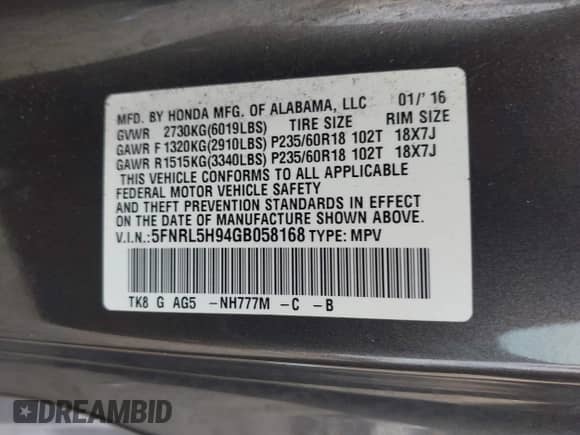 MFD. BY HONDA MFG. OF ALABAMA, LLC 01/'16
GVWR 2730KG(6019LBS) TIRE SIZE RIM SIZE
GAWR F 1320KG(2910LBS) P235/60R18 102T 18X7J
GAWR R1515KG(3340LBS) P235/60R18 102T 18X7J
THIS VEHICLE CONFORMS TO ALL APPLICABLE
FEDERAL MOTOR VEHICLE SAFETY
AND THEFT PREVENTION STANDARDS IN EFFECT
ON THE DATE OF MANUFACTURE SHOWN ABOVE.
V.I.N.:5FNRL5H94GB058168 TYPE: MPV
TK8 G AG5 -NH777M -C -B
DREAMBID